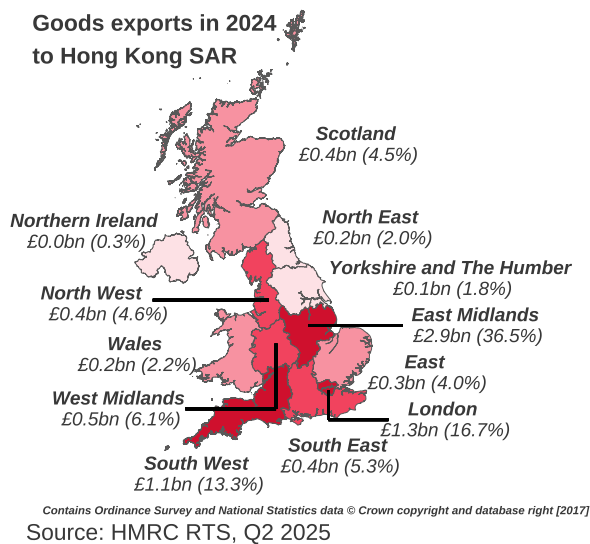 Goods exports in 2024
to Hong Kong SAR
Scotland
£0.4bn (4.5%)
Northern Ireland
£0.0bn (0.3%)
North East
£0.2bn (2.0%)
Yorkshire and The Humber
£0.1bn (1.8%)
North West
£0.4bn (4.6%)
East Midlands
£2.9bn (36.5%)
Wales
£0.2bn (2.2%)
East
£0.3bn (4.0%)
West Midlands
£0.5bn (6.1%)
London
£1.3bn (16.7%)
South East
£0.4bn (5.3%)
South West
£1.1bn (13.3%)
Contains Ordinance Survey and National Statistics data © Crown copyright and database right [2017]
Source: HMRC RTS, Q2 2025